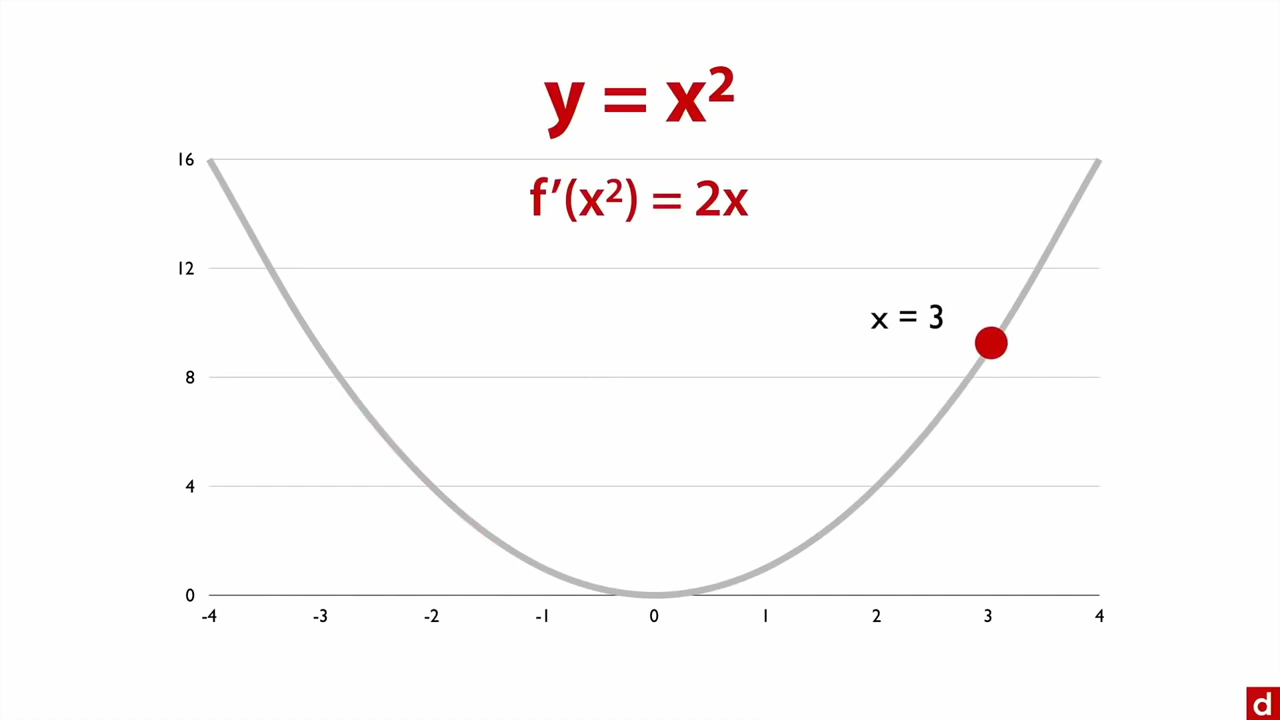 y = x²
f′(x²) = 2x
16
12
x = 3
8
4
0
-4 -3 -2 -1 0 1 2 3 4
d